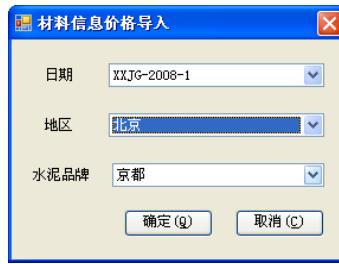 材料信息价格导入
日期 XXJG-2008-1
地区 北京
水泥品牌 京都
确定(Q) 取消(C)